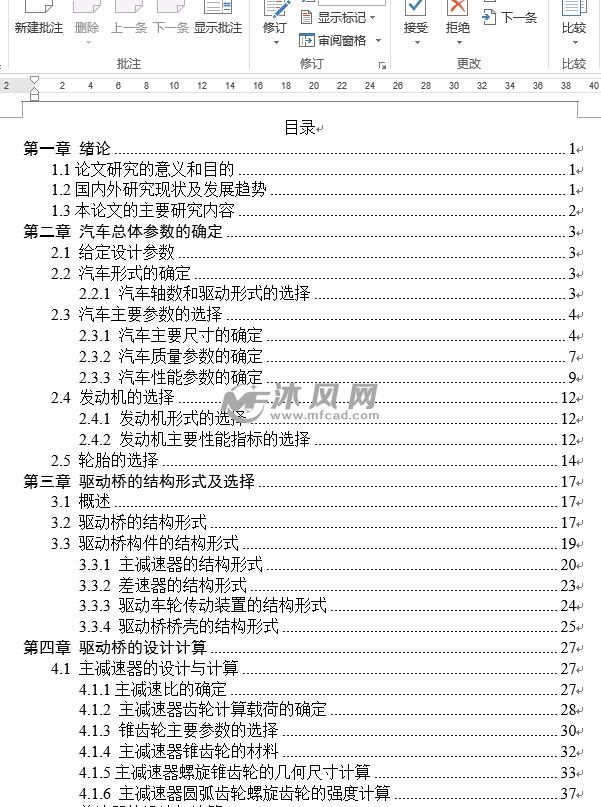 新建批注 删除 上一条 下一条 显示批注 修订 显示标记 审阅窗格 接受 拒绝 下一条 比较
批注 修订 更改 比较
2 2 4 6 8 10 12 14 16 18 20 22 24 26 28 30 32 34 36 38 40
目录
第一章 绪论 1
1.1 论文研究的意义和目的 1
1.2 国内外研究现状及发展趋势 1
1.3 本论文的主要研究内容 2
第二章 汽车总体参数的确定 3
2.1 给定设计参数 3
2.2 汽车形式的确定 3
2.2.1 汽车轴数和驱动形式的选择 3
2.3 汽车主要参数的选择 4
2.3.1 汽车主要尺寸的确定 4
2.3.2 汽车质量参数的确定 7
2.3.3 汽车性能参数的确定 9
2.4 发动机的选择 12
2.4.1 发动机形式的选择 12
2.4.2 发动机主要性能指标的选择 12
2.5 轮胎的选择 14
沐风网
www.mfcad.com
第三章 驱动桥的结构形式及选择 17
3.1 概述 17
3.2 驱动桥的结构形式 17
3.3 驱动桥构件的结构形式 19
3.3.1 主减速器的结构形式 20
3.3.2 差速器的结构形式 23
3.3.3 驱动车轮传动装置的结构形式 24
3.3.4 驱动桥桥壳的结构形式 25
第四章 驱动桥的设计计算 27
4.1 主减速器的设计与计算 27
4.1.1 主减速比的确定 27
4.1.2 主减速器齿轮计算载荷的确定 28
4.1.3 锥齿轮主要参数的选择 30
4.1.4 主减速器锥齿轮的材料 32
4.1.5 主减速器螺旋锥齿轮的几何尺寸计算 33
4.1.6 主减速器圆弧齿轮螺旋齿轮的强度计算 37